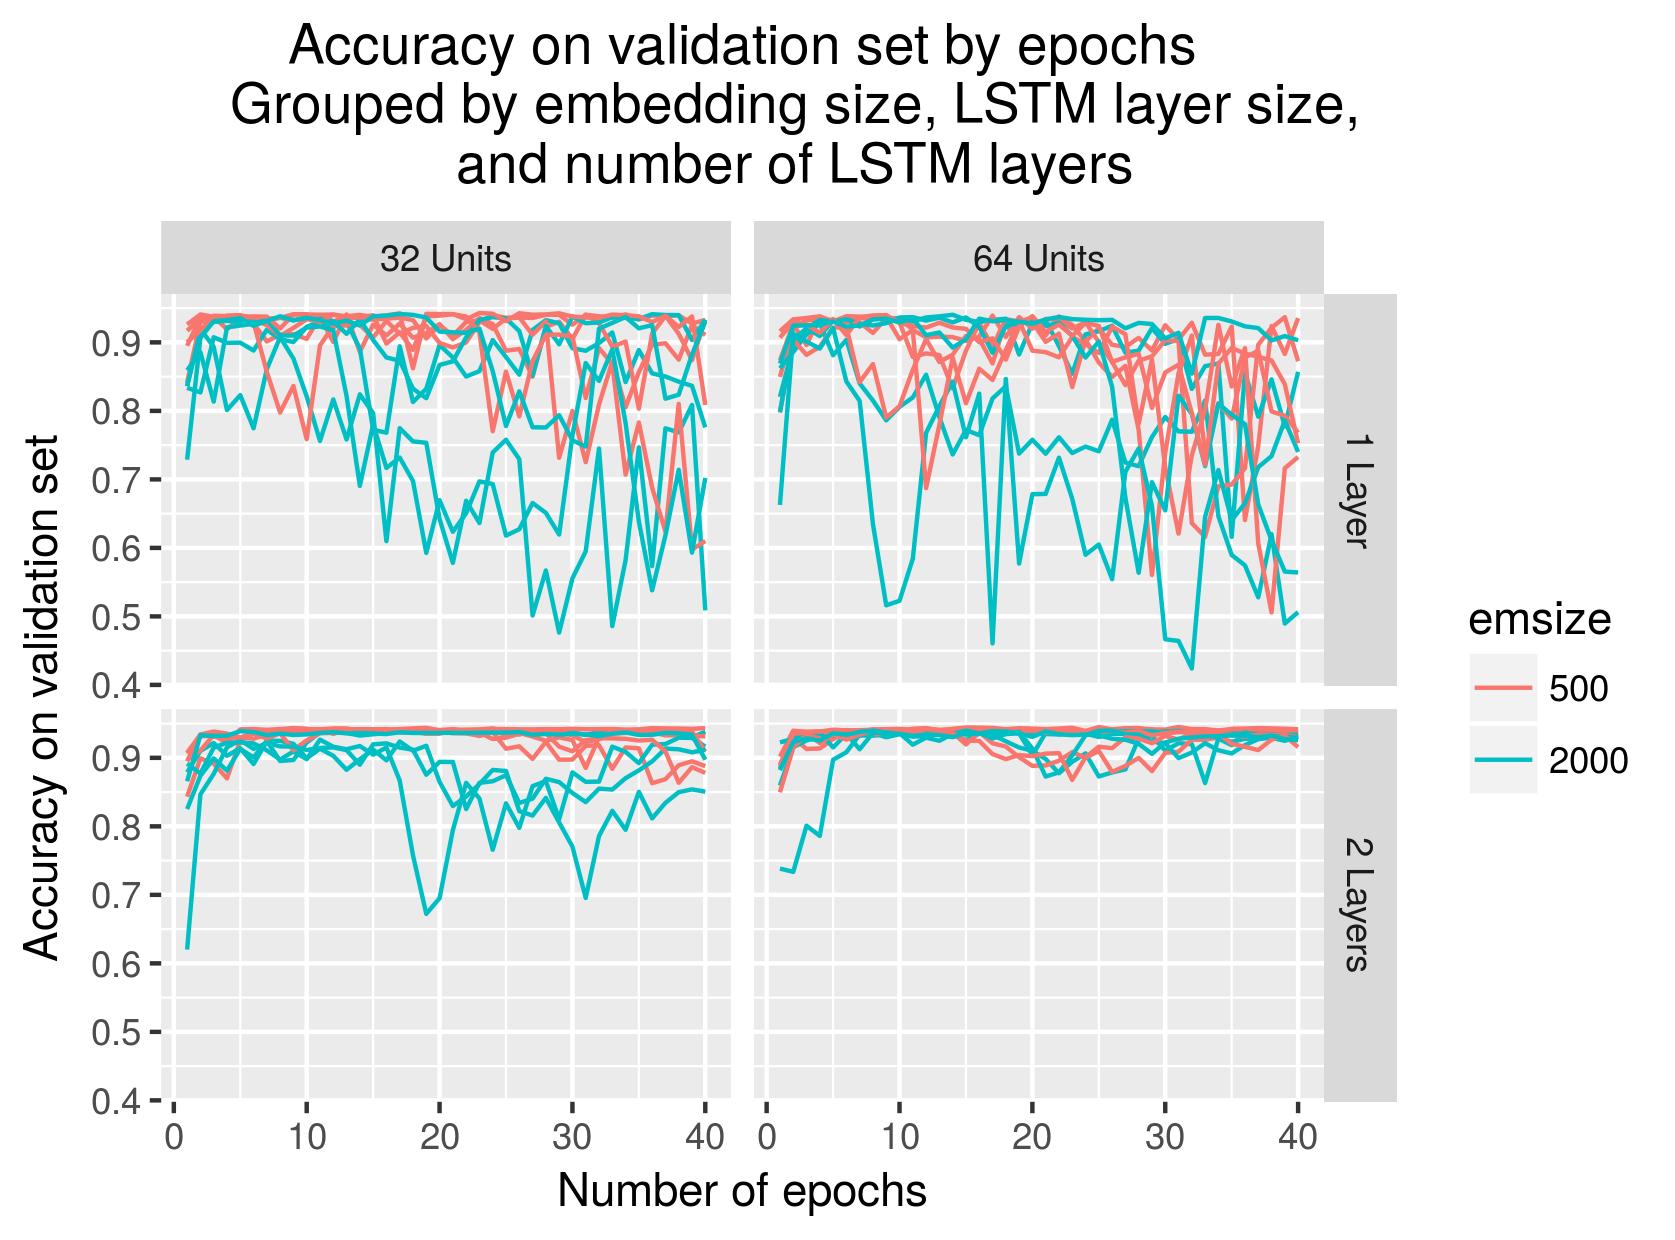 Accuracy on validation set by epochs
Grouped by embedding size, LSTM layer size,
and number of LSTM layers
32 Units
64 Units
0.9
0.8
0.7
0.6
0.5
0.4
1 Layer
0.9
0.8
0.7
0.6
0.5
0.4
2 Layers
Accuracy on validation set
0
10
20
30
40
0
10
20
30
40
Number of epochs
emsize
500
2000